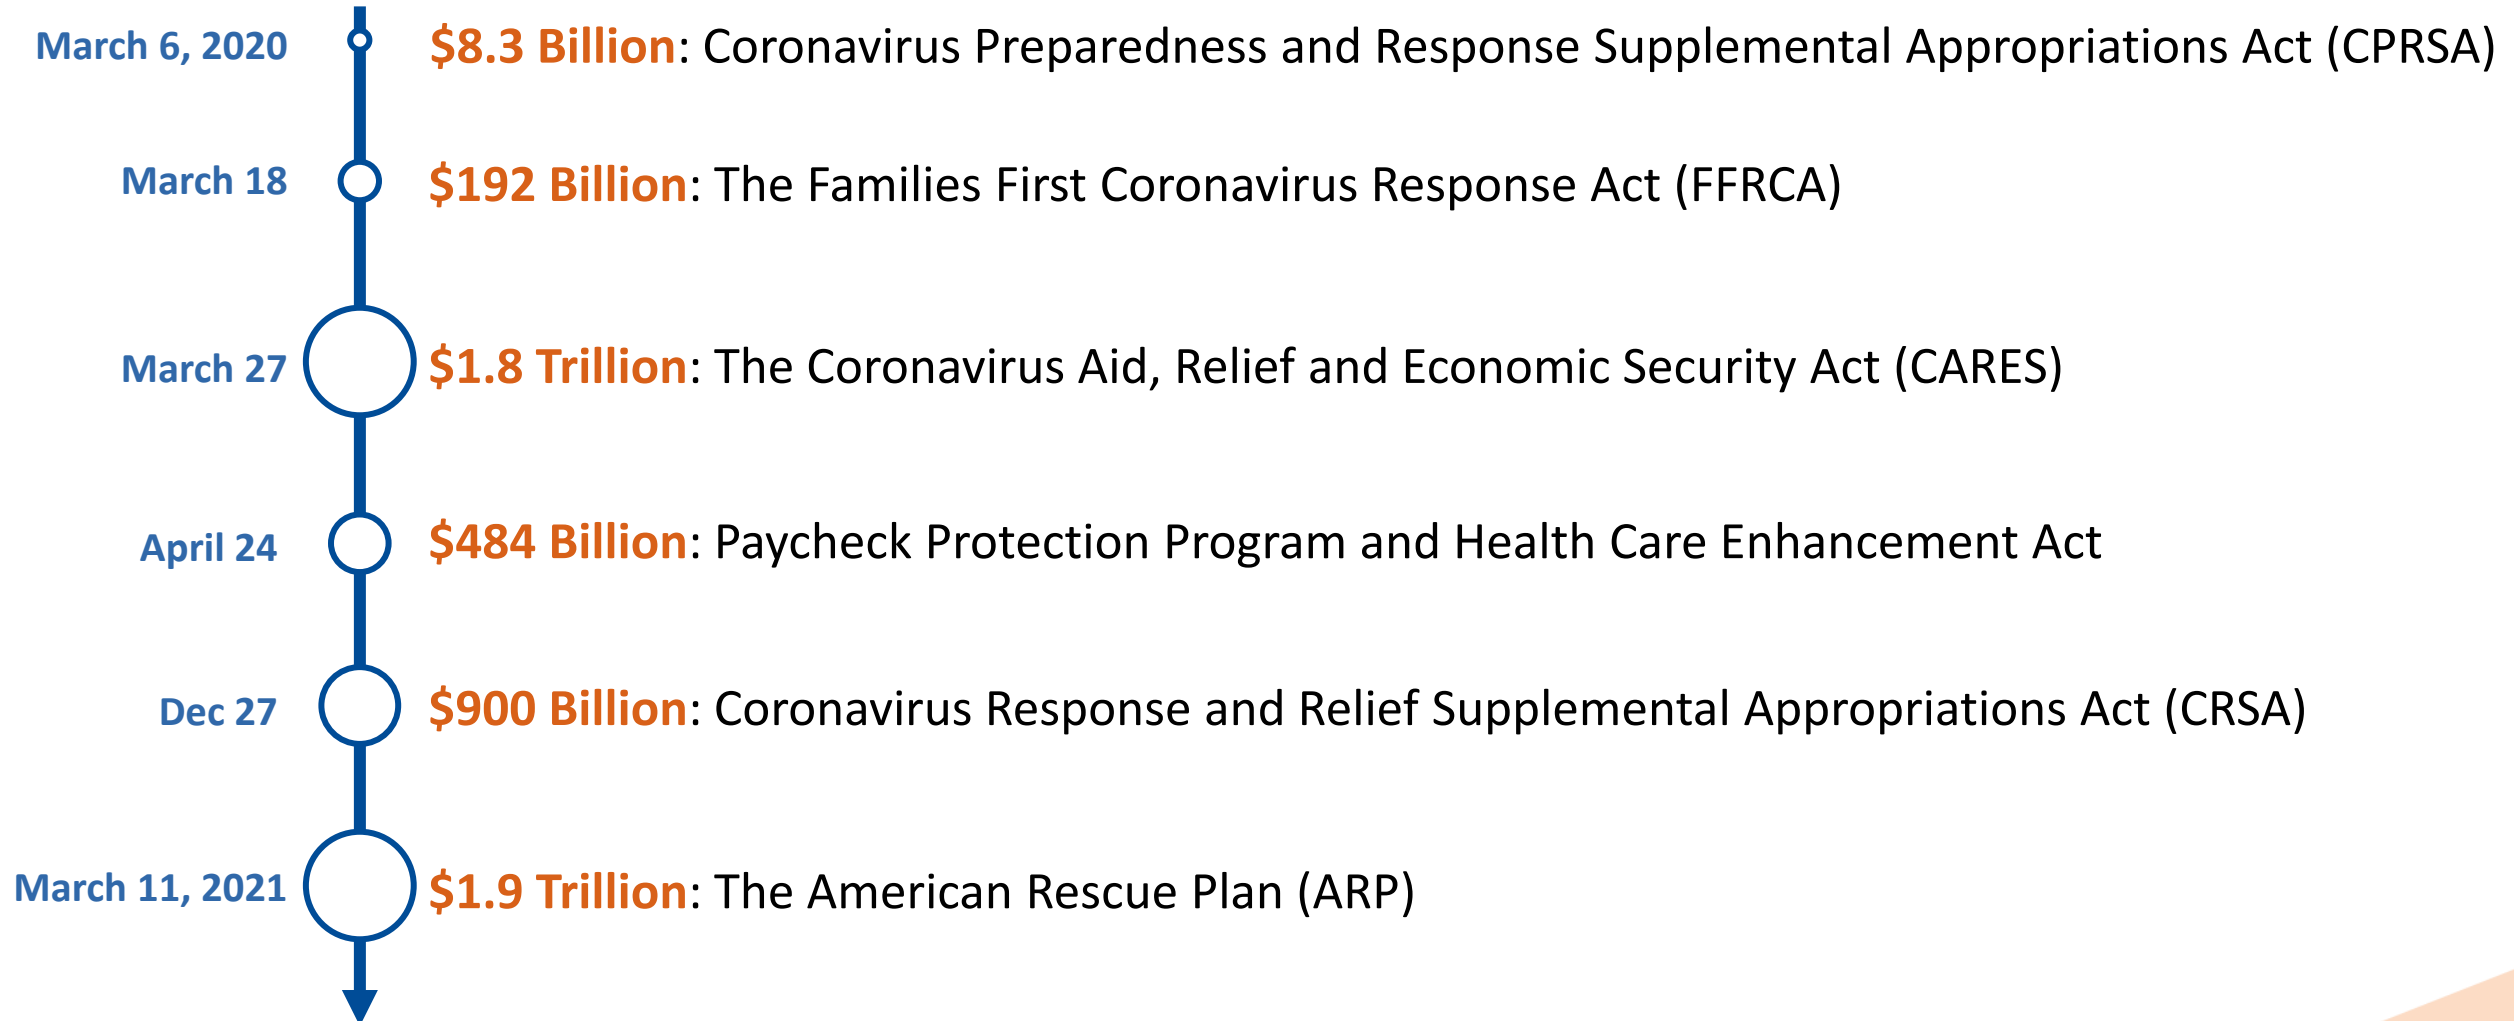 March 6, 2020 $8.3 Billion: Coronavirus Preparedness and Response Supplemental Appropriations Act (CPRSA)
March 18 $192 Billion: The Families First Coronavirus Response Act (FFRCA)
March 27 $1.8 Trillion: The Coronavirus Aid, Relief and Economic Security Act (CARES)
April 24 $484 Billion: Paycheck Protection Program and Health Care Enhancement Act
Dec 27 $900 Billion: Coronavirus Response and Relief Supplemental Appropriations Act (CRSA)
March 11, 2021 $1.9 Trillion: The American Rescue Plan (ARP)